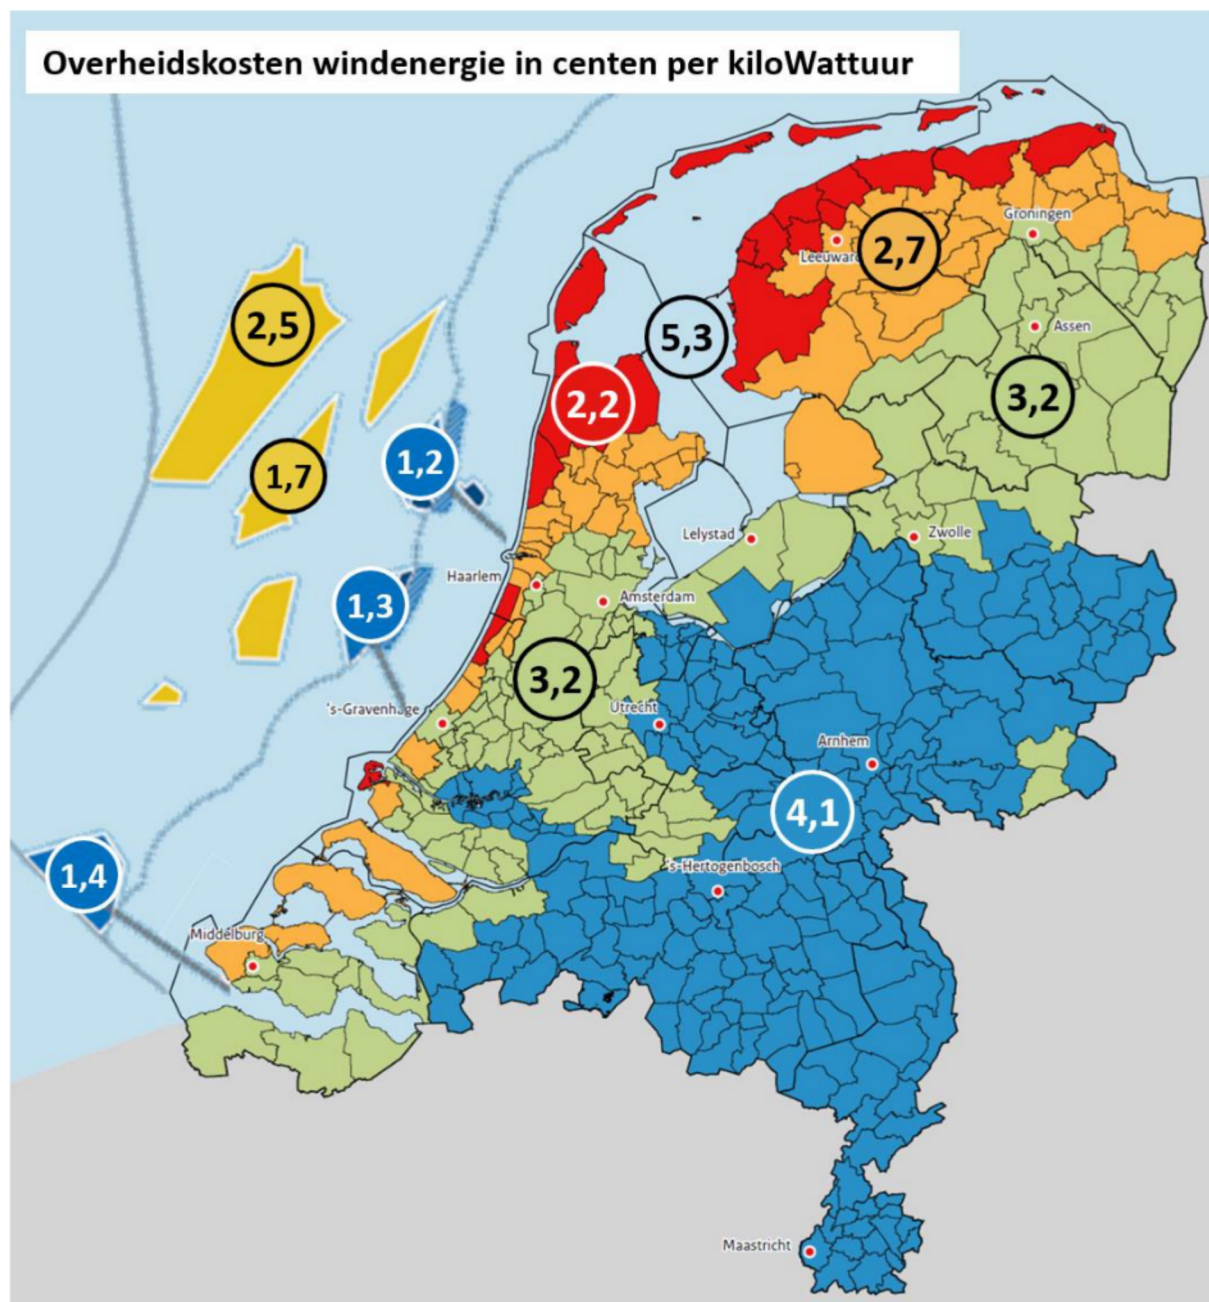 Overheidskosten windenergie in centen per kiloWattuur
Groningen
Leeuward
2,7
2,5
5,3
Assen
3,2
2,2
1,2
1,7
Lelystad
Zwolle
Haarlem
Amsterdam
1,3
3,2
's-Gravenhage
Utrecht
Arnhem
4,1
's-Hertogenbosch
1,4
Middelburg
Maastricht